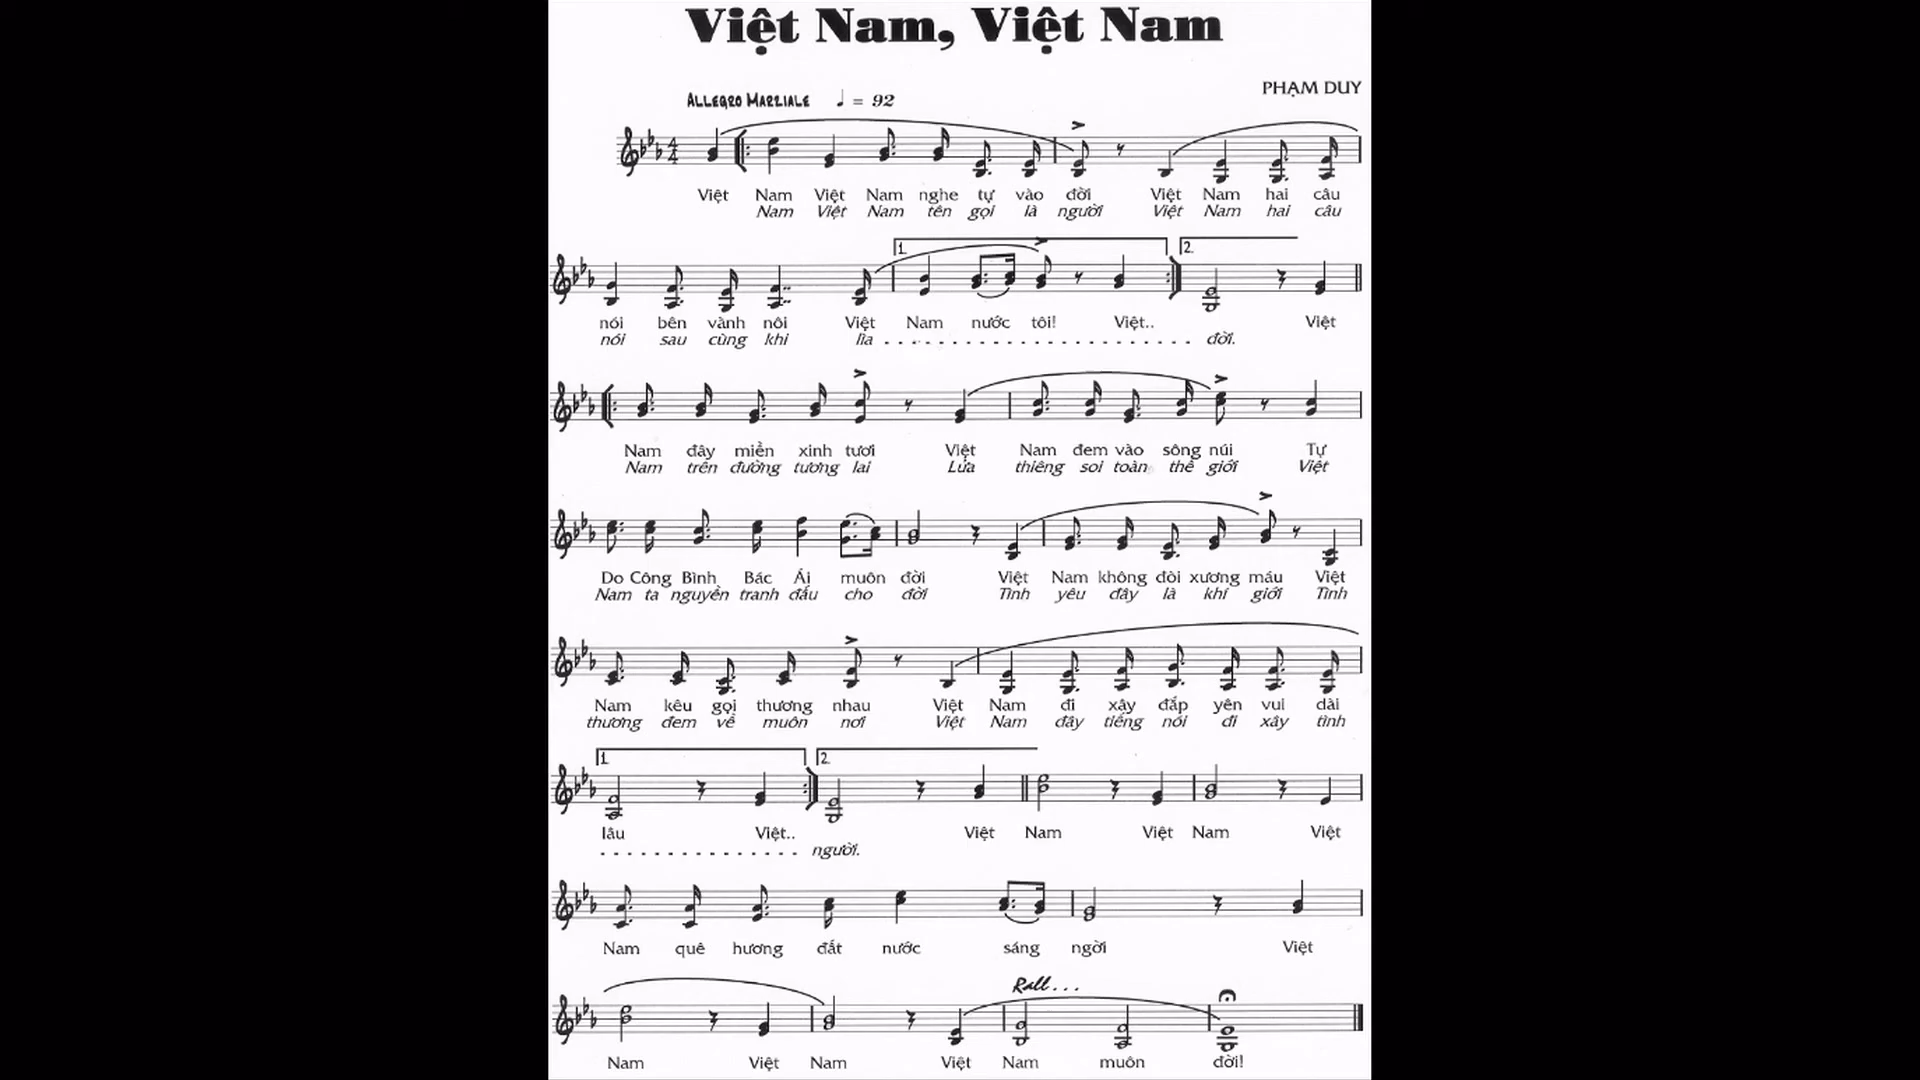 Việt Nam, Việt Nam
PHẠM DUY
Allegro Marziale ♩ = 92
Việt Nam Việt Nam nghe tự vào đời Việt Nam hai câu
Nam Việt Nam tên gọi là người Việt Nam hai câu
1. 2.
nói bên vành nôi Việt Nam nước tôi! Việt.. Việt
nói sau cùng khi lìa . . . . . . . . . . . . . . . . . . . . . đời.
Nam đây miền xinh tươi Việt Nam đem vào sông núi Tự
Nam trên đường tương lai Lửa thiêng soi toàn thế giới Việt
Do Công Bình Bác Ái muôn đời Việt Nam không đòi xương máu Việt
Nam ta nguyền tranh đấu cho đời Tình yêu đây là khí giới Tình
Nam kêu gọi thương nhau Việt Nam đi xây đắp yên vui dài
thương đem về muôn nơi Việt Nam đây tiếng nói đi xây tình
1. 2.
lâu Việt.. Việt Nam Việt Nam Việt
. . . . . . . . . . . . . . . người.
Nam quê hương đất nước sáng ngời Việt
Rall...
Nam Việt Nam Việt Nam muôn đời!